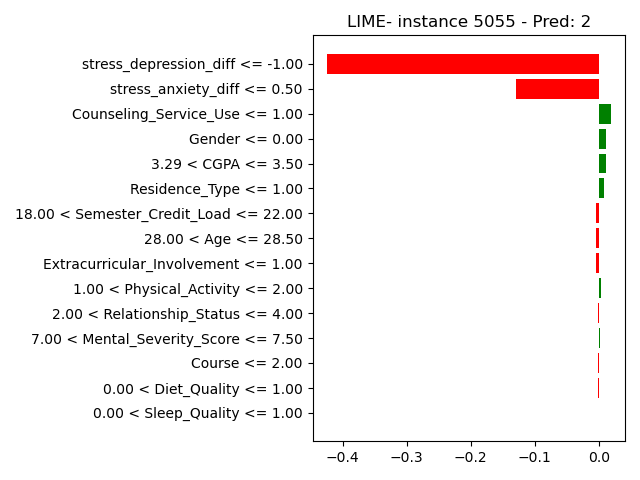 LIME- instance 5055 - Pred: 2
stress_depression_diff <= -1.00
stress_anxiety_diff <= 0.50
Counseling_Service_Use <= 1.00
Gender <= 0.00
3.29 < CGPA <= 3.50
Residence_Type <= 1.00
18.00 < Semester_Credit_Load <= 22.00
28.00 < Age <= 28.50
Extracurricular_Involvement <= 1.00
1.00 < Physical_Activity <= 2.00
2.00 < Relationship_Status <= 4.00
7.00 < Mental_Severity_Score <= 7.50
Course <= 2.00
0.00 < Diet_Quality <= 1.00
0.00 < Sleep_Quality <= 1.00
−0.4 −0.3 −0.2 −0.1 0.0